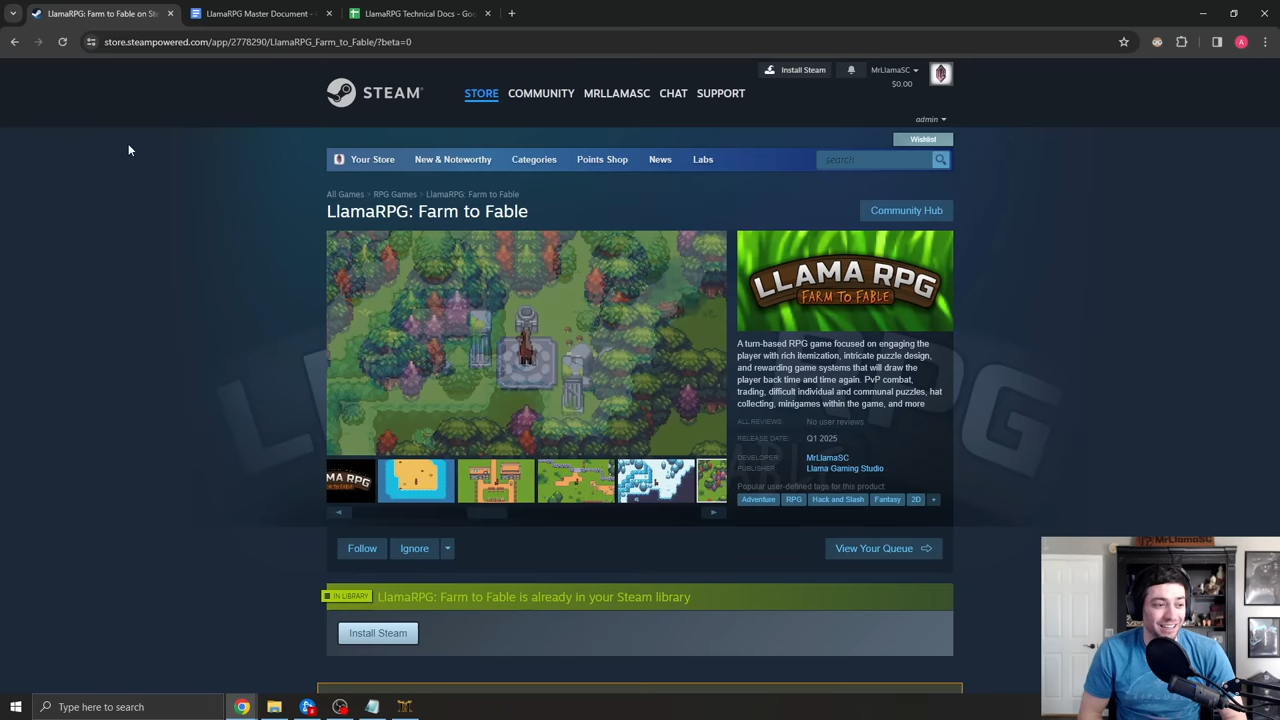 LlamaRPG: Farm to Fable on Ste
LlamaRPG Master Document -
LlamaRPG Technical Docs - Goo
store.steampowered.com/app/2778290/LlamaRPG_Farm_to_Fable/?beta=0
A
Install Steam
MrLlamaSC
$0.00
STEAM
STORE
COMMUNITY
MRLLAMASC
CHAT
SUPPORT
admin
Wishlist
Your Store
New & Noteworthy
Categories
Points Shop
News
Labs
search
All Games > RPG Games > LlamaRPG: Farm to Fable
LlamaRPG: Farm to Fable
Community Hub
LLAMA RPG
FARM TO FABLE
A turn-based RPG game focused on engaging the
player with rich itemization, intricate puzzle design,
and rewarding game systems that will draw the
player back time and time again. PvP combat,
trading, difficult individual and communal puzzles, hat
collecting, minigames within the game, and more
ALL REVIEWS: No user reviews
RELEASE DATE: Q1 2025
DEVELOPER: MrLlamaSC
PUBLISHER: Llama Gaming Studio
Popular user-defined tags for this product:
Adventure
RPG
Hack and Slash
Fantasy
2D
+
AMA RPG
Follow
Ignore
View Your Queue
IN LIBRARY
LlamaRPG: Farm to Fable is already in your Steam library
Install Steam
MrLlamaSC
Type here to search